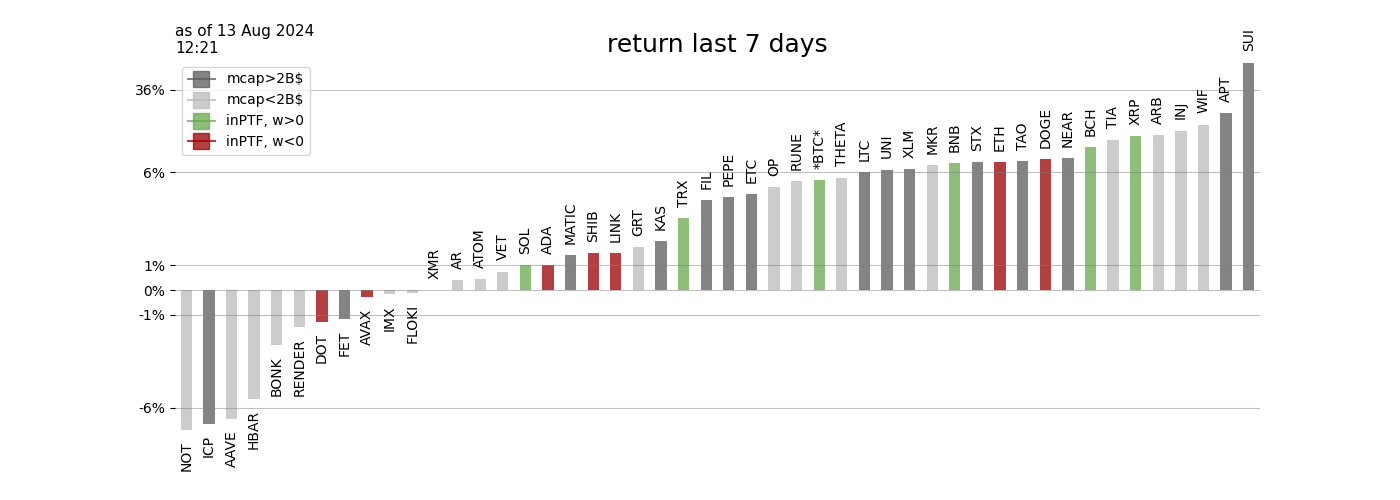 as of 13 Aug 2024
12:21
return last 7 days
mcap>2B$
mcap<2B$
inPTF, w>0
inPTF, w<0
36%
6%
1%
0%
-1%
-6%
NOT
ICP
AAVE
HBAR
BONK
RENDER
DOT
FET
AVAX
IMX
FLOKI
XMR
AR
ATOM
VET
SOL
ADA
MATIC
SHIB
LINK
GRT
KAS
TRX
FIL
PEPE
ETC
OP
RUNE
*BTC*
THETA
LTC
UNI
XLM
MKR
BNB
STX
ETH
TAO
DOGE
NEAR
BCH
TIA
XRP
ARB
INJ
WIF
APT
SUI